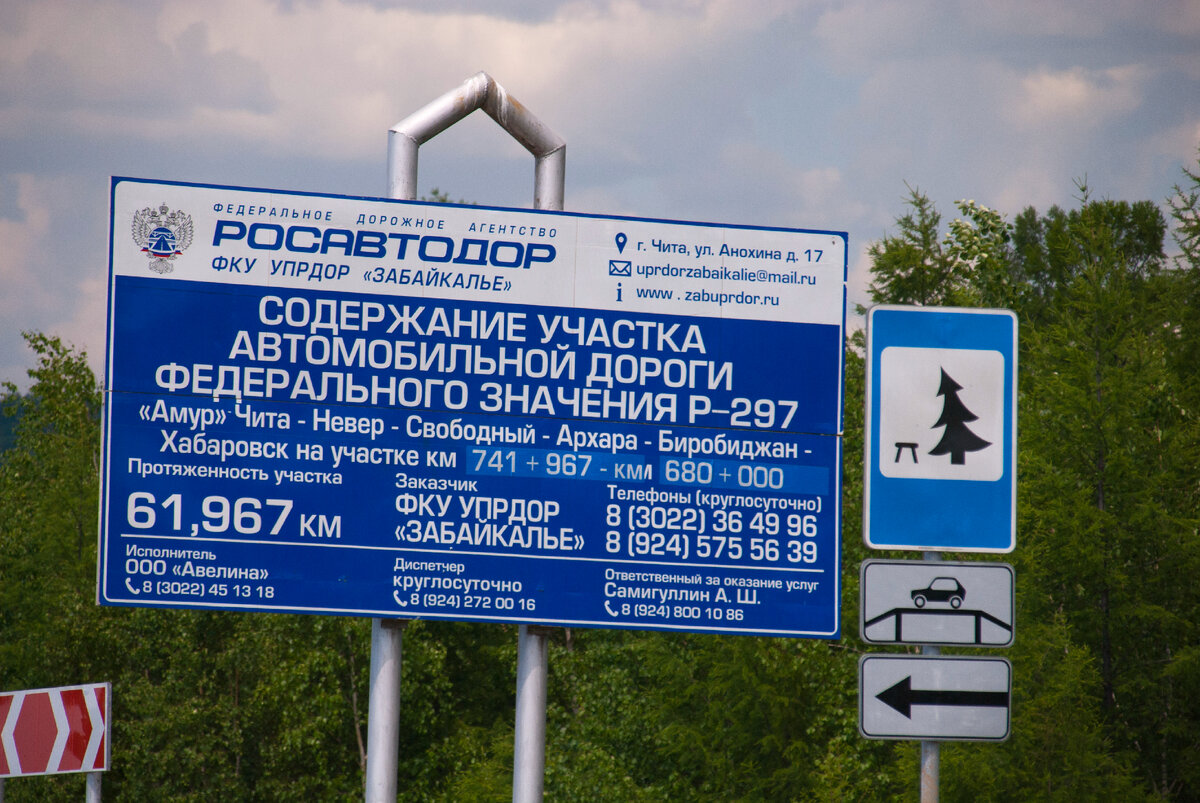 ФЕДЕРАЛЬНОЕ ДОРОЖНОЕ АГЕНТСТВО
РОСАВТОДОР
ФКУ УПРДОР «ЗАБАЙКАЛЬЕ»
г. Чита, ул. Анохина д. 17
uprdorzabaikalie@mail.ru
www . zabuprdor.ru
СОДЕРЖАНИЕ УЧАСТКА
АВТОМОБИЛЬНОЙ ДОРОГИ
ФЕДЕРАЛЬНОГО ЗНАЧЕНИЯ Р-297
«Амур» Чита - Невер - Свободный - Архара - Биробиджан -
Хабаровск на участке км 741 + 967 - км 680 + 000
Протяженность участка
61,967 км
Заказчик
ФКУ УПРДОР
«ЗАБАЙКАЛЬЕ»
Телефоны (круглосуточно)
8 (3022) 36 49 96
8 (924) 575 56 39
Исполнитель
ООО «Авелина»
8 (3022) 45 13 18
Диспетчер
круглосуточно
8 (924) 272 00 16
Ответственный за оказание услуг
Самигуллин А. Ш.
8 (924) 800 10 86